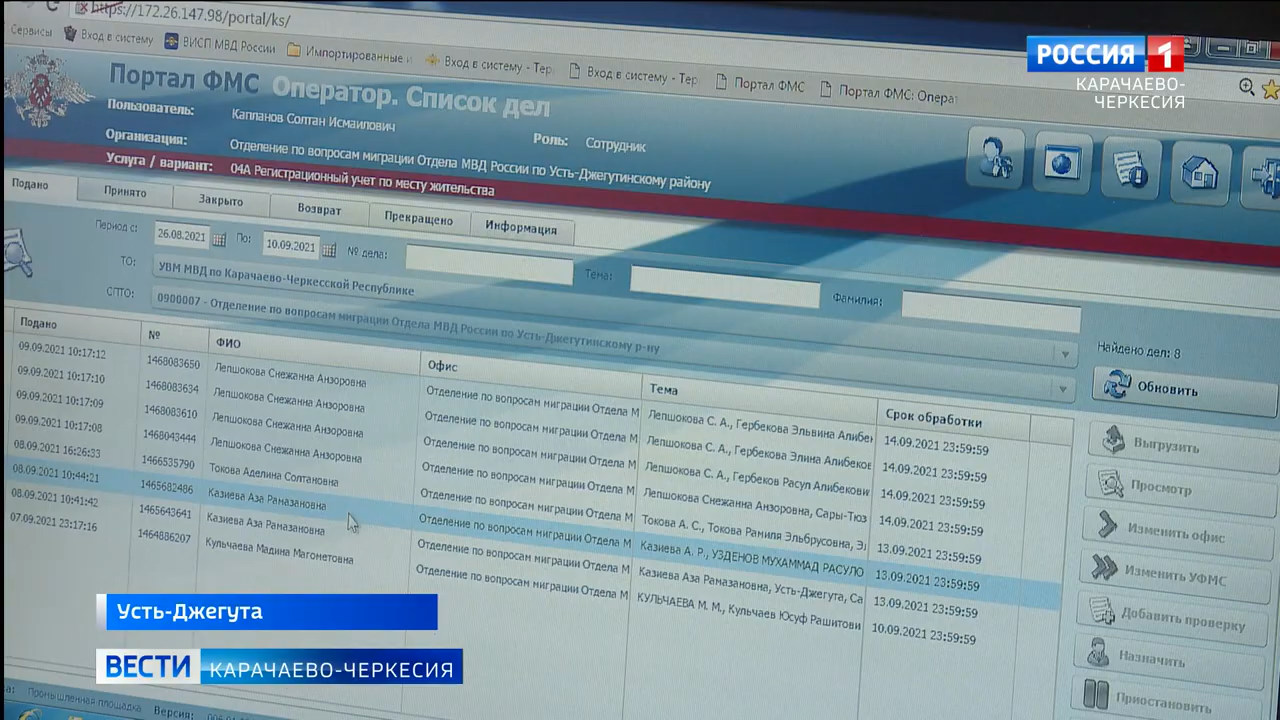 https://172.26.147.98/portal/ks/
Сервисы Вход в систему ВИСП МВД России Импортированные Вход в систему - Тер Вход в систему - Тер Портал ФМС Портал ФМС: Опера
РОССИЯ 1
КАРАЧАЕВО-
ЧЕРКЕСИЯ
Портал ФМС Оператор. Список дел
Пользователь: Капланов Солтан Исмаилович
Роль: Сотрудник
Организация: Отделение по вопросам миграции Отдела МВД России по Усть-Джегутинскому району
Услуга / вариант: 04А Регистрационный учет по месту жительства
Подано Принято Закрыто Возврат Прекращено Информация
Период с: 26.08.2021 По: 10.09.2021 № дела: Тема: Фамилия:
ТО: УВМ МВД по Карачаево-Черкесской Республике
СПТО: 0900007 - Отделение по вопросам миграции Отдела МВД России по Усть-Джегутинскому р-ну
Найдено дел: 8
Подано № ФИО Офис Тема Срок обработки
09.09.2021 10:17:12 1468083650 Лепшокова Снежанна Анзоровна Отделение по вопросам миграции Отдела М Лепшокова С. А., Гербекова Эльвина Алибек 14.09.2021 23:59:59
09.09.2021 10:17:10 1468083634 Лепшокова Снежанна Анзоровна Отделение по вопросам миграции Отдела М Лепшокова С. А., Гербекова Элина Алибеков 14.09.2021 23:59:59
09.09.2021 10:17:09 1468083610 Лепшокова Снежанна Анзоровна Отделение по вопросам миграции Отдела М Лепшокова С. А., Гербеков Расул Алибекович 14.09.2021 23:59:59
09.09.2021 10:17:08 1468043444 Лепшокова Снежанна Анзоровна Отделение по вопросам миграции Отдела М Лепшокова Снежанна Анзоровна, Сары-Тюз 14.09.2021 23:59:59
08.09.2021 16:26:33 1466535790 Токова Аделина Солтановна Отделение по вопросам миграции Отдела М Токова А. С., Токова Рамиля Эльбрусовна, Э 13.09.2021 23:59:59
08.09.2021 10:44:21 1465682486 Казиева Аза Рамазановна Отделение по вопросам миграции Отдела М Казиева А. Р., УЗДЕНОВ МУХАММАД РАСУЛО 13.09.2021 23:59:59
08.09.2021 10:41:42 1465643641 Казиева Аза Рамазановна Отделение по вопросам миграции Отдела М Казиева Аза Рамазановна, Усть-Джегута, Са 13.09.2021 23:59:59
07.09.2021 23:17:16 1464886207 Кульчаева Мадина Магометовна Отделение по вопросам миграции Отдела М КУЛЬЧАЕВА М. М., Кульчаев Юсуф Рашитови 10.09.2021 23:59:59
Обновить
Выгрузить
Просмотр
Изменить офис
Изменить УФМС
Добавить проверку
Назначить
Приостановить
Усть-Джегута
ВЕСТИ КАРАЧАЕВО-ЧЕРКЕСИЯ
Промышленная площадка Версия: